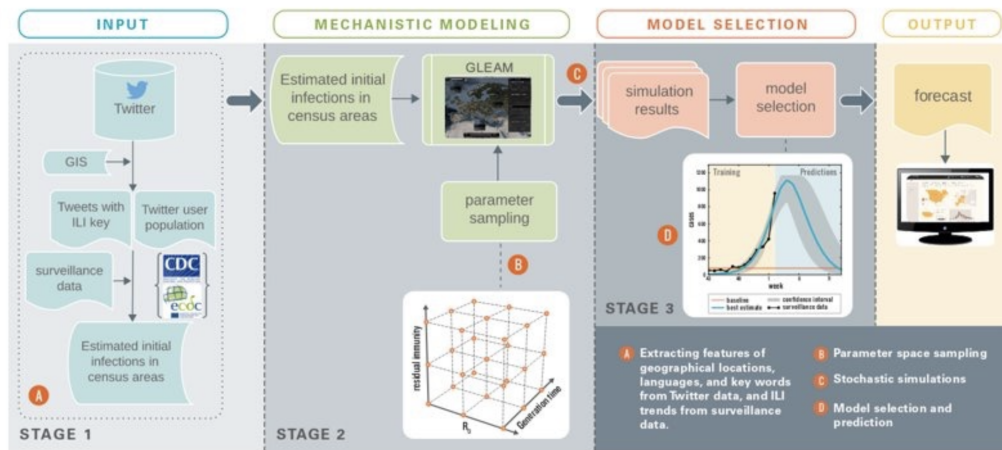 INPUT
MECHANISTIC MODELING
MODEL SELECTION
OUTPUT
Twitter
GIS
Tweets with
ILI key
Twitter user
population
surveillance
data
CDC
ecdc
Estimated initial
infections in
census areas
A
STAGE 1
Estimated initial
infections in
census areas
GLEAM
parameter
sampling
B
residual immunity
R0
Generation time
STAGE 2
C
simulation
results
model
selection
D
Training
Predictions
cases
week
baseline
best estimate
confidence interval
surveillance data
STAGE 3
forecast
A Extracting features of
geographical locations,
languages, and key words
from Twitter data, and ILI
trends from surveillance
data.
B Parameter space sampling
C Stochastic simulations
D Model selection and
prediction